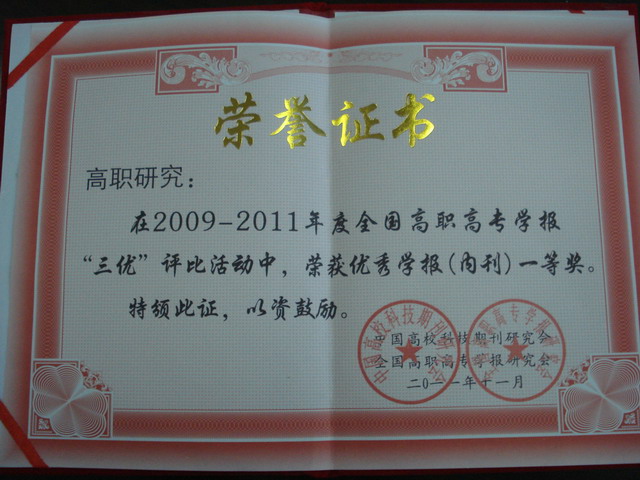 荣誉证书
高职研究：
在2009-2011年度全国高职高专学报
“三优”评比活动中，荣获优秀学报（内刊）一等奖。
特颁此证，以资鼓励。
中国高校科技期刊研究会
全国高职高专学报研究会
二〇一一年十一月